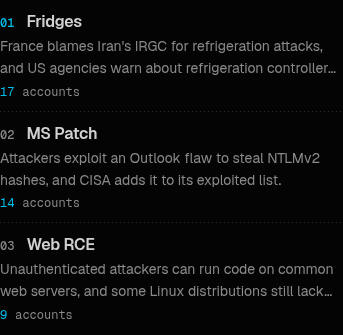 01 Fridges
France blames Iran's IRGC for refrigeration attacks,
and US agencies warn about refrigeration controller...
17 accounts
02 MS Patch
Attackers exploit an Outlook flaw to steal NTLMv2
hashes, and CISA adds it to its exploited list.
14 accounts
03 Web RCE
Unauthenticated attackers can run code on common
web servers, and some Linux distributions still lack...
9 accounts